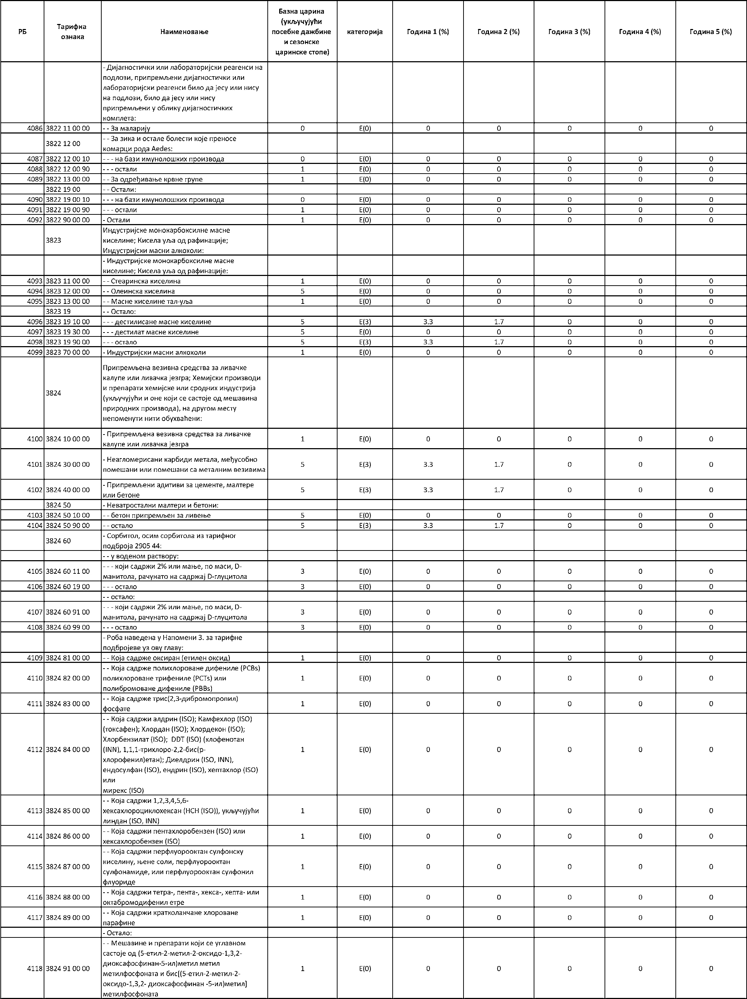 РБ Тарифна ознака Наименовање Базна царина (укључујући посебне дажбине и сезонске царинске стопе) категорија Година 1 (%) Година 2 (%) Година 3 (%) Година 4 (%) Година 5 (%)
- Дијагностички или лабораторијски реагенси на
подлози, припремљени дијагностички или
лабораторијски реагенси било да јесу или нису
на подлози, било да јесу или нису
припремљени у облику дијагностичких
комплета:
4086 3822 11 00 00 - - За маларију 0 E(0) 0 0 0 0 0
3822 12 00 - - За зика и остале болести које преносе
комарци рода Aedes:
4087 3822 12 00 10 - - - на бази имунолошких производа 0 E(0) 0 0 0 0 0
4088 3822 12 00 90 - - - остали 1 E(0) 0 0 0 0 0
4089 3822 13 00 00 - - За одређивање крвне групе 1 E(0) 0 0 0 0 0
3822 19 00 - - Остали:
4090 3822 19 00 10 - - - на бази имунолошких производа 0 E(0) 0 0 0 0 0
4091 3822 19 00 90 - - - остали 1 E(0) 0 0 0 0 0
4092 3822 90 00 00 - Остали 1 E(0) 0 0 0 0 0
3823 Индустријске монокарбоксилне масне
киселине; Кисела уља од рафинације;
Индустријски масни алкохоли:
- Индустријске монокарбоксилне масне
киселине; Кисела уља од рафинације:
4093 3823 11 00 00 - - Стеаринска киселина 1 E(0) 0 0 0 0 0
4094 3823 12 00 00 - - Олеинска киселина 5 E(0) 0 0 0 0 0
4095 3823 13 00 00 - - Масне киселине тал-уља 1 E(0) 0 0 0 0 0
3823 19 - - Остало:
4096 3823 19 10 00 - - - дестилисане масне киселине 5 E(3) 3.3 1.7 0 0 0
4097 3823 19 30 00 - - - дестилат масне киселине 5 E(0) 0 0 0 0 0
4098 3823 19 90 00 - - - остало 5 E(3) 3.3 1.7 0 0 0
4099 3823 70 00 00 - Индустријски масни алкохоли 1 E(0) 0 0 0 0 0
3824 Припремљена везивна средства за ливачке
калупе или ливачка језгра; Хемијски производи
и препарати хемијске или сродних индустрија
(укључујући и оне који се састоје од мешавина
природних производа), на другом месту
непоменути нити обухваћени:
4100 3824 10 00 00 - Припремљена везивна средства за ливачке
калупе или ливачка језгра 1 E(0) 0 0 0 0 0
4101 3824 30 00 00 - Неагломерисани карбиди метала, међусобно
помешани или помешани са металним везивима 5 E(3) 3.3 1.7 0 0 0
4102 3824 40 00 00 - Припремљени адитиви за цементе, малтере
или бетоне 5 E(3) 3.3 1.7 0 0 0
3824 50 - Неватростални малтери и бетони:
4103 3824 50 10 00 - - бетон припремљен за ливење 5 E(0) 0 0 0 0 0
4104 3824 50 90 00 - - остало 5 E(3) 3.3 1.7 0 0 0
3824 60 - Сорбитол, осим сорбитола из тарифног
подброја 2905 44:
- - у воденом раствору:
4105 3824 60 11 00 - - - који садржи 2% или мање, по маси, D-
манитола, рачунато на садржај D-глуцитола 3 E(0) 0 0 0 0 0
4106 3824 60 19 00 - - - остало 3 E(0) 0 0 0 0 0
- - остало:
4107 3824 60 91 00 - - - који садржи 2% или мање, по маси, D-
манитола, рачунато на садржај D-глуцитола 3 E(0) 0 0 0 0 0
4108 3824 60 99 00 - - - остало 3 E(0) 0 0 0 0 0
- Роба наведена у Напомени 3. за тарифне
подбројеве уз ову главу:
4109 3824 81 00 00 - - Која садрже оксиран (етилен оксид) 1 E(0) 0 0 0 0 0
4110 3824 82 00 00 - - Која садрже полихлороване дифениле (PCBs)
полихлороване трифениле (PCTs) или
полибромоване дифениле (PBBs) 1 E(0) 0 0 0 0 0
4111 3824 83 00 00 - - Која садрже трис(2,3-дибромопропил)
фосфате 1 E(0) 0 0 0 0 0
4112 3824 84 00 00 - - Која садржи алдрин (ISO); Камфехлор (ISO)
(токсафен); Хлордан (ISO); Хлордекон (ISO);
Хлорбензилат (ISO); DDT (ISO) (клофенотан
(INN), 1,1,1-трихлоро-2,2-бис(р-
хлорофенил)етан); Диелдрин (ISO, INN),
ендосулфан (ISO), ендрин (ISO), хептахлор (ISO)
или
мирекс (ISO) 1 E(0) 0 0 0 0 0
4113 3824 85 00 00 - - Која садржи 1,2,3,4,5,6-
хексахлороциклохексан (HCH (ISO)), укључујући
линдан (ISO, INN) 1 E(0) 0 0 0 0 0
4114 3824 86 00 00 - - Која садржи пентахлоробензен (ISO) или
хексахлоробензен (ISO) 1 E(0) 0 0 0 0 0
4115 3824 87 00 00 - - Која садржи перфлуорооктан сулфонску
киселину, њене соли, перфлуорооктан
сулфонамиде, или перфлуорооктан сулфонил
флуориде 1 E(0) 0 0 0 0 0
4116 3824 88 00 00 - - Која садржи тетра-, пента-, хекса-, хепта- или
октабромодифенил етре 1 E(0) 0 0 0 0 0
4117 3824 89 00 00 - - Која садржи кратколанчане хлороване
парафине 1 E(0) 0 0 0 0 0
- Остало:
4118 3824 91 00 00 - - Мешавине и препарати који се углавном
састоје од (5-етил-2-метил-2-оксидо-1,3,2-
диоксафосфинан-5-ил)метил метил
метилфосфоната и бис[(5-етил-2-метил-2-
оксидо-1,3,2- диоксафосфинан -5-ил)метил]
метилфосфоната 1 E(0) 0 0 0 0 0